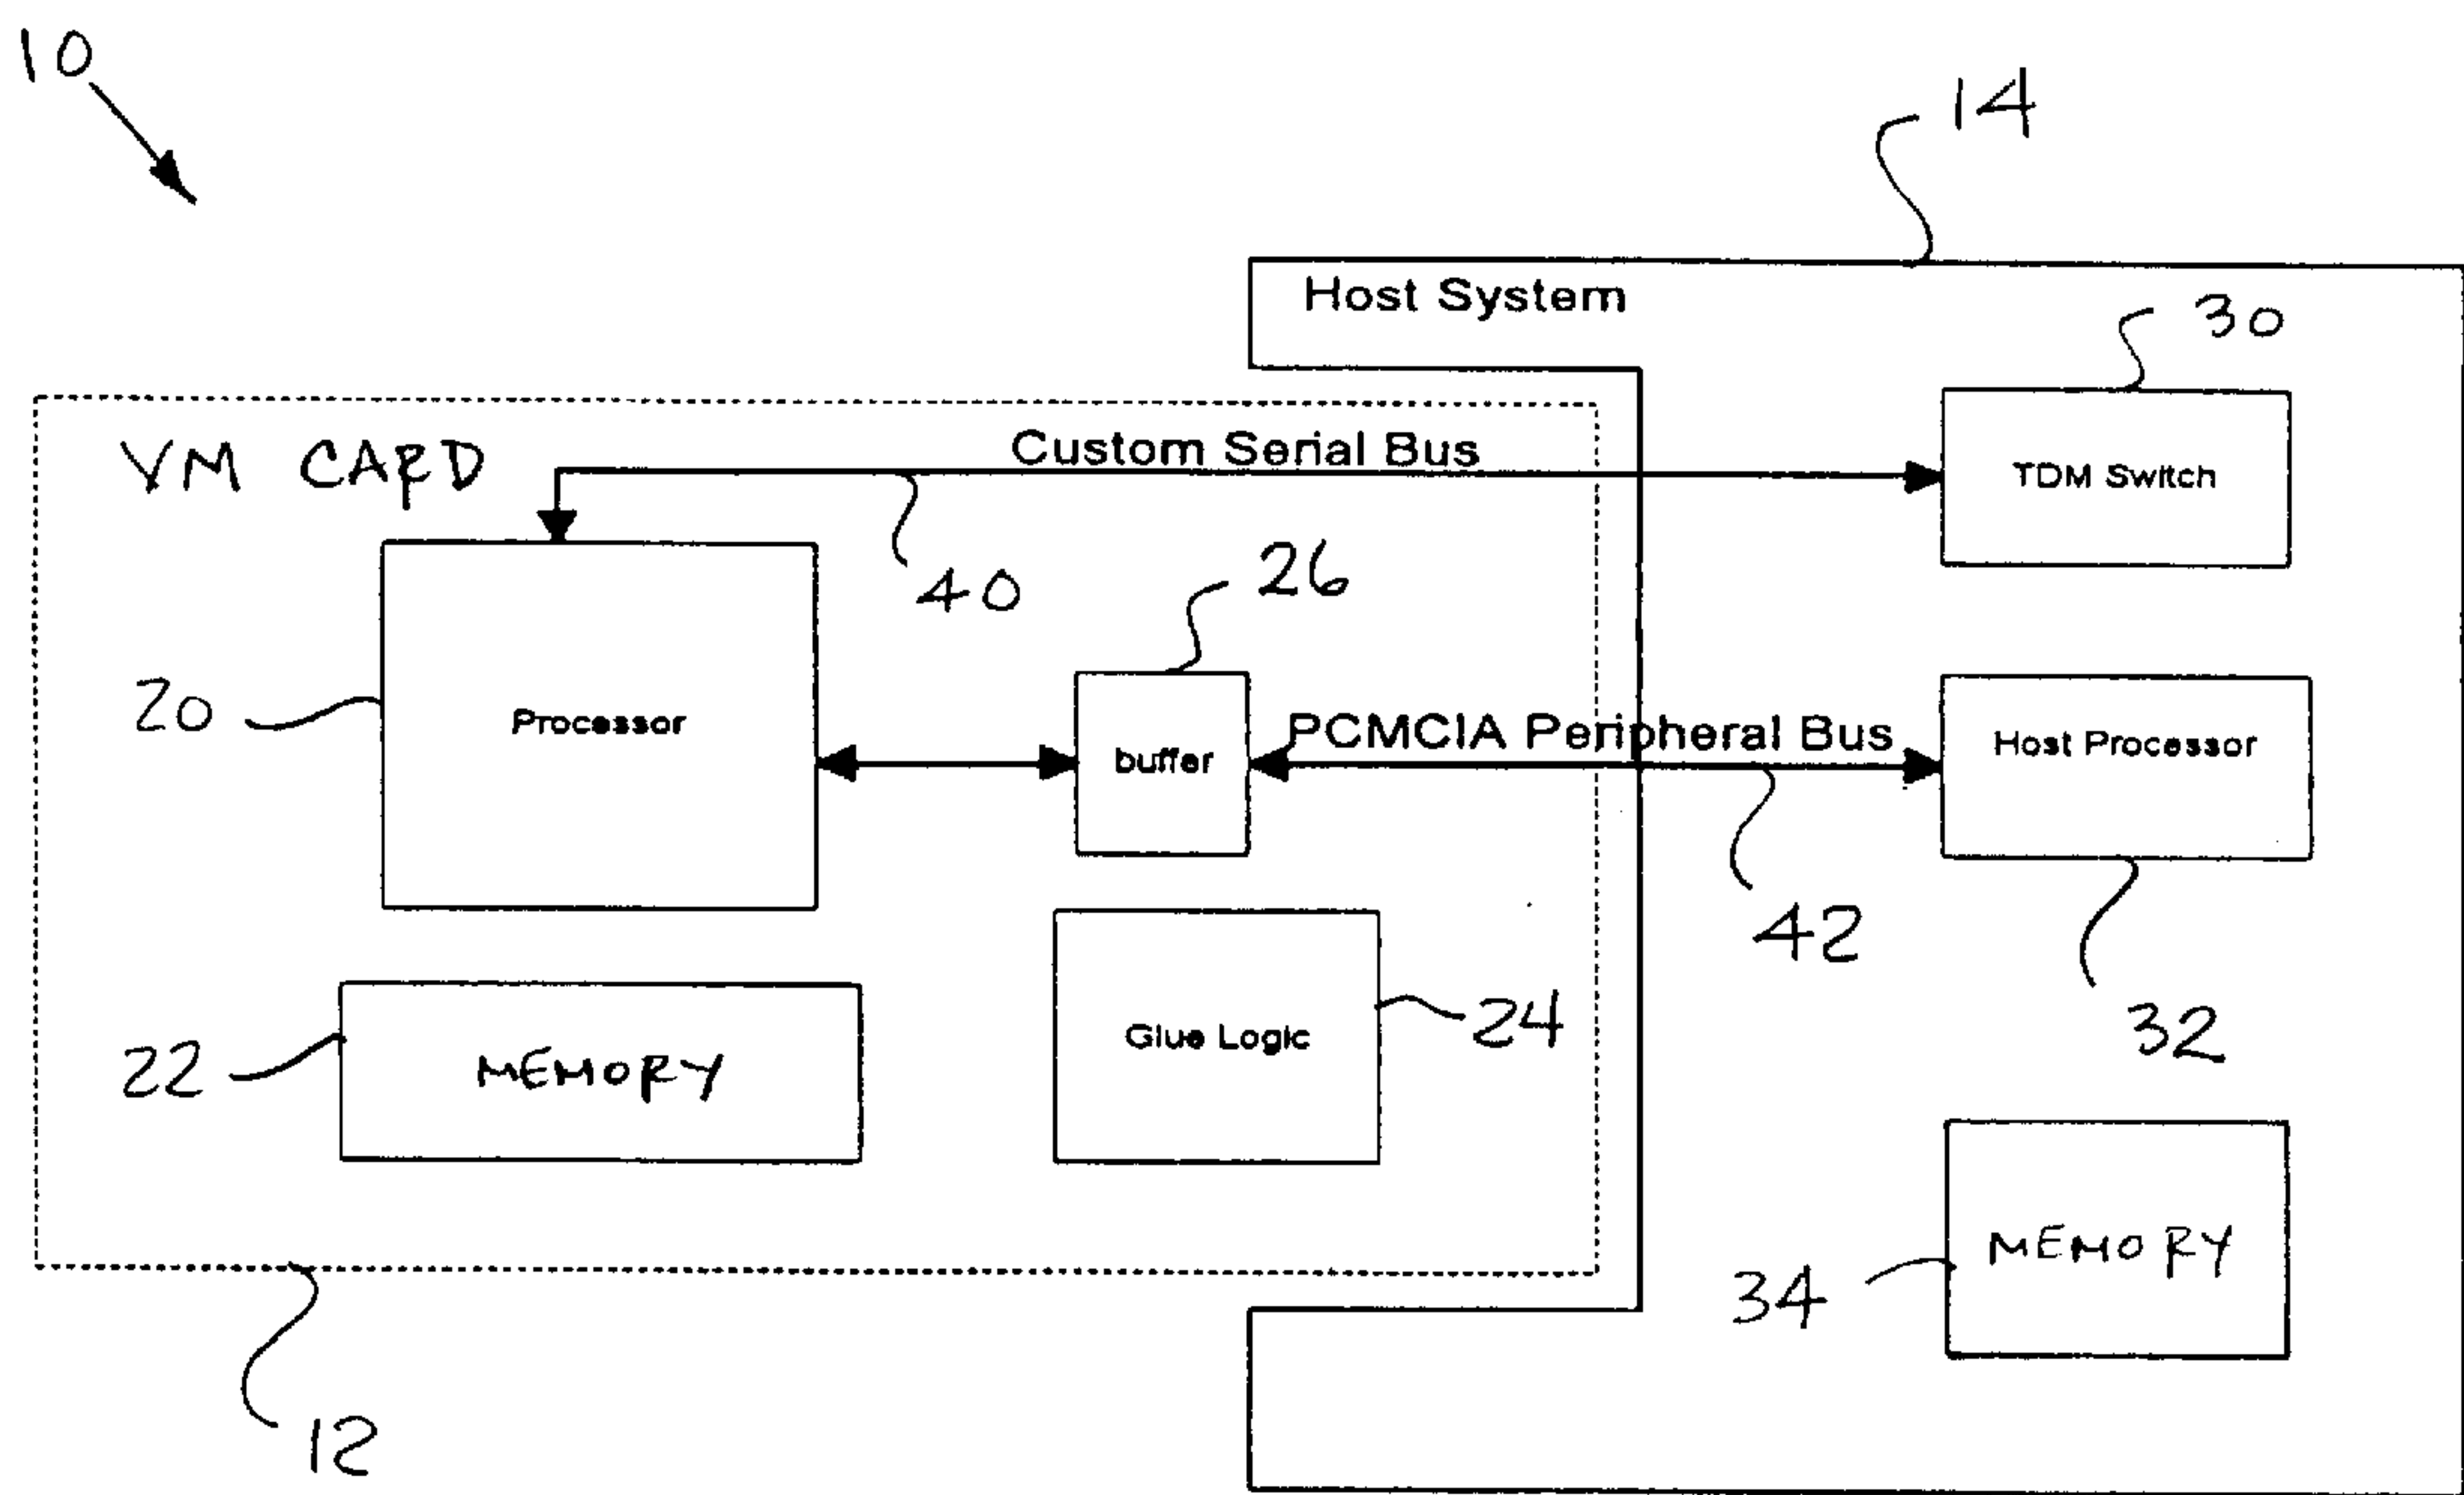 10
14
Host System
30
VM CARD
Custom Serial Bus
TDM Switch
40
26
20
Processor
buffer
PCMCIA Peripheral Bus
Host Processor
42
22
MEMORY
Glue Logic
24
32
34
MEMORY
12